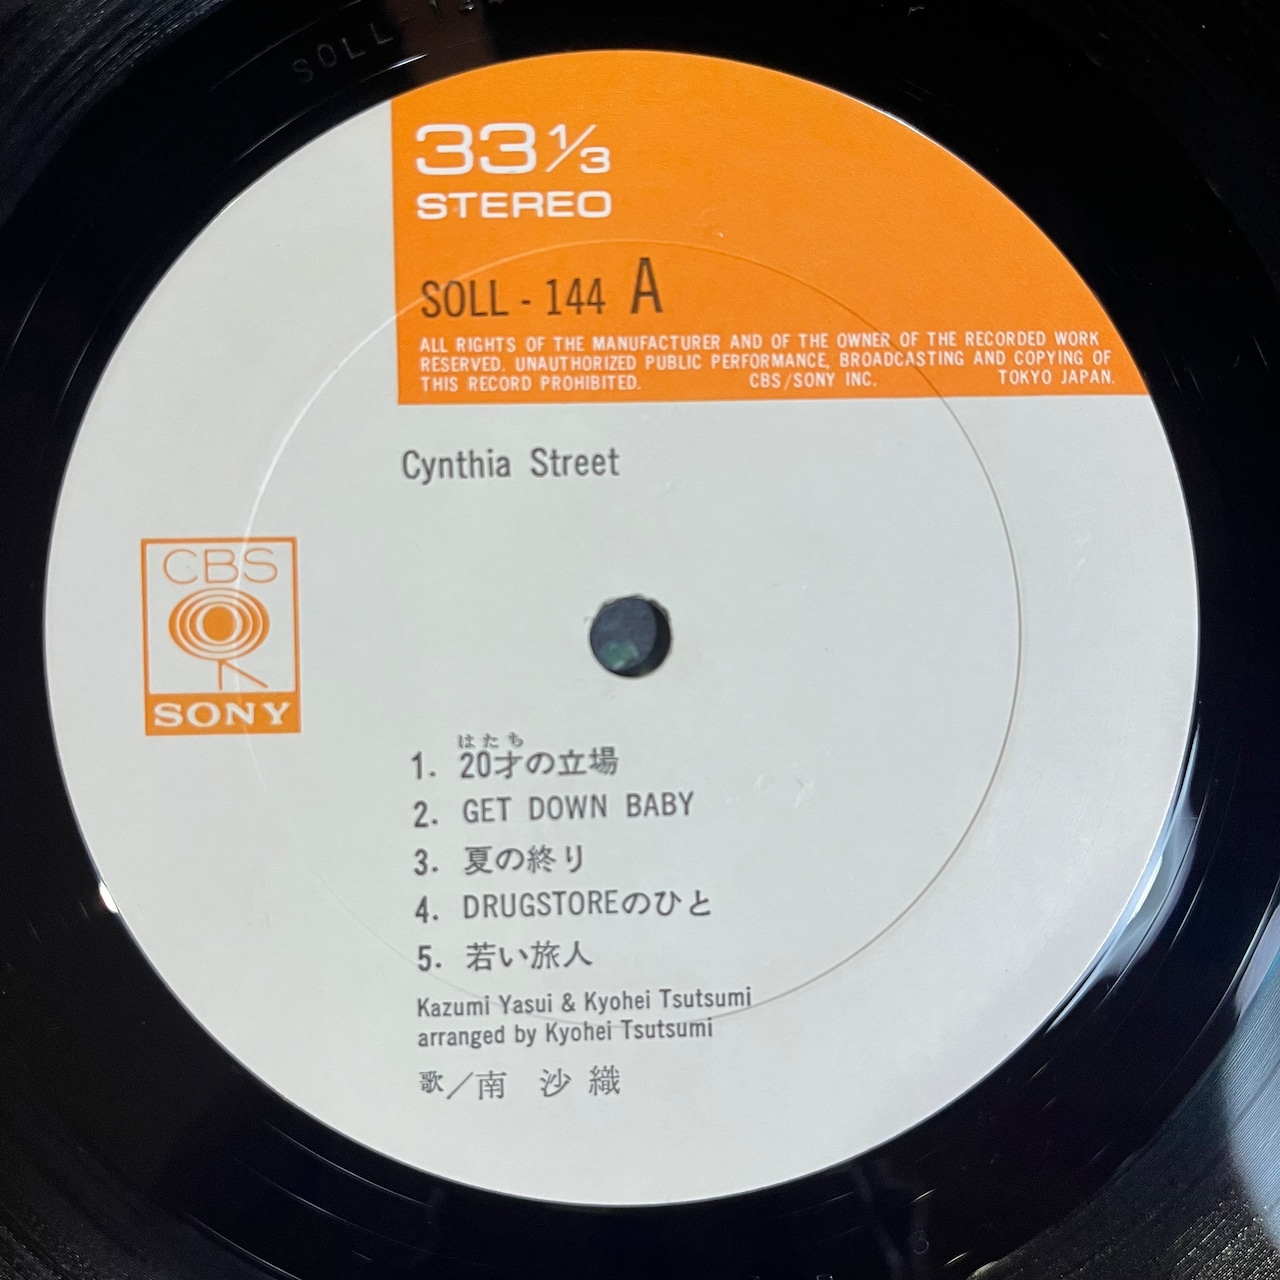 SOLL
33 1/3
STEREO
SOLL - 144 A
ALL RIGHTS OF THE MANUFACTURER AND OF THE OWNER OF THE RECORDED WORK
RESERVED. UNAUTHORIZED PUBLIC PERFORMANCE, BROADCASTING AND COPYING OF
THIS RECORD PROHIBITED. CBS/SONY INC. TOKYO JAPAN.
Cynthia Street
CBS
SONY
はたち
1. 20才の立場
2. GET DOWN BABY
3. 夏の終り
4. DRUGSTOREのひと
5. 若い旅人
Kazumi Yasui & Kyohei Tsutsumi
arranged by Kyohei Tsutsumi
歌／南 沙織